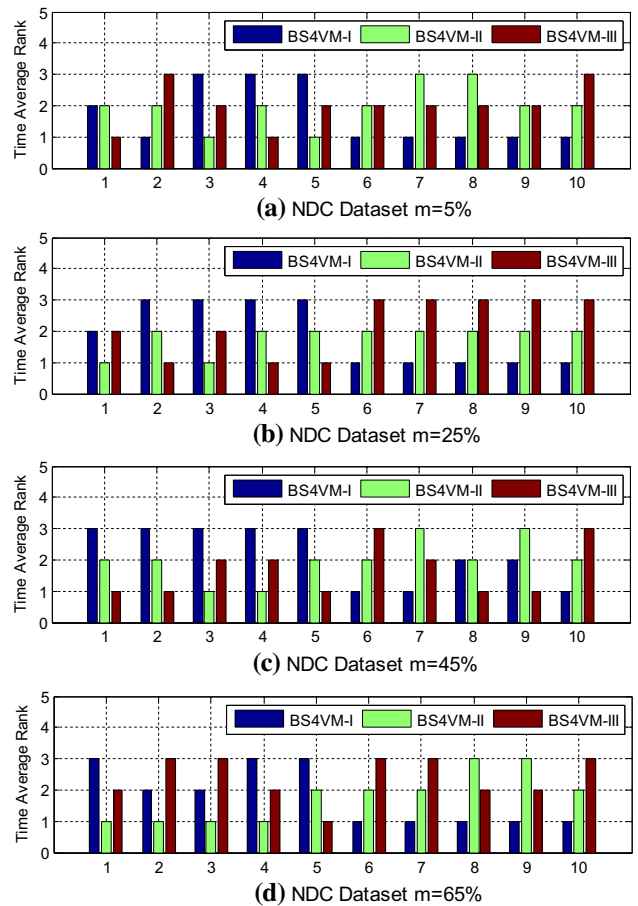 5
4
3
2
1
0
Time Average Rank
BS4VM-I BS4VM-II BS4VM-III
1 2 3 4 5 6 7 8 9 10
(a) NDC Dataset m=5%
5
4
3
2
1
0
Time Average Rank
BS4VM-I BS4VM-II BS4VM-III
1 2 3 4 5 6 7 8 9 10
(b) NDC Dataset m=25%
5
4
3
2
1
0
Time Average Rank
BS4VM-I BS4VM-II BS4VM-III
1 2 3 4 5 6 7 8 9 10
(c) NDC Dataset m=45%
5
4
3
2
1
0
Time Average Rank
BS4VM-I BS4VM-II BS4VM-III
1 2 3 4 5 6 7 8 9 10
(d) NDC Dataset m=65%